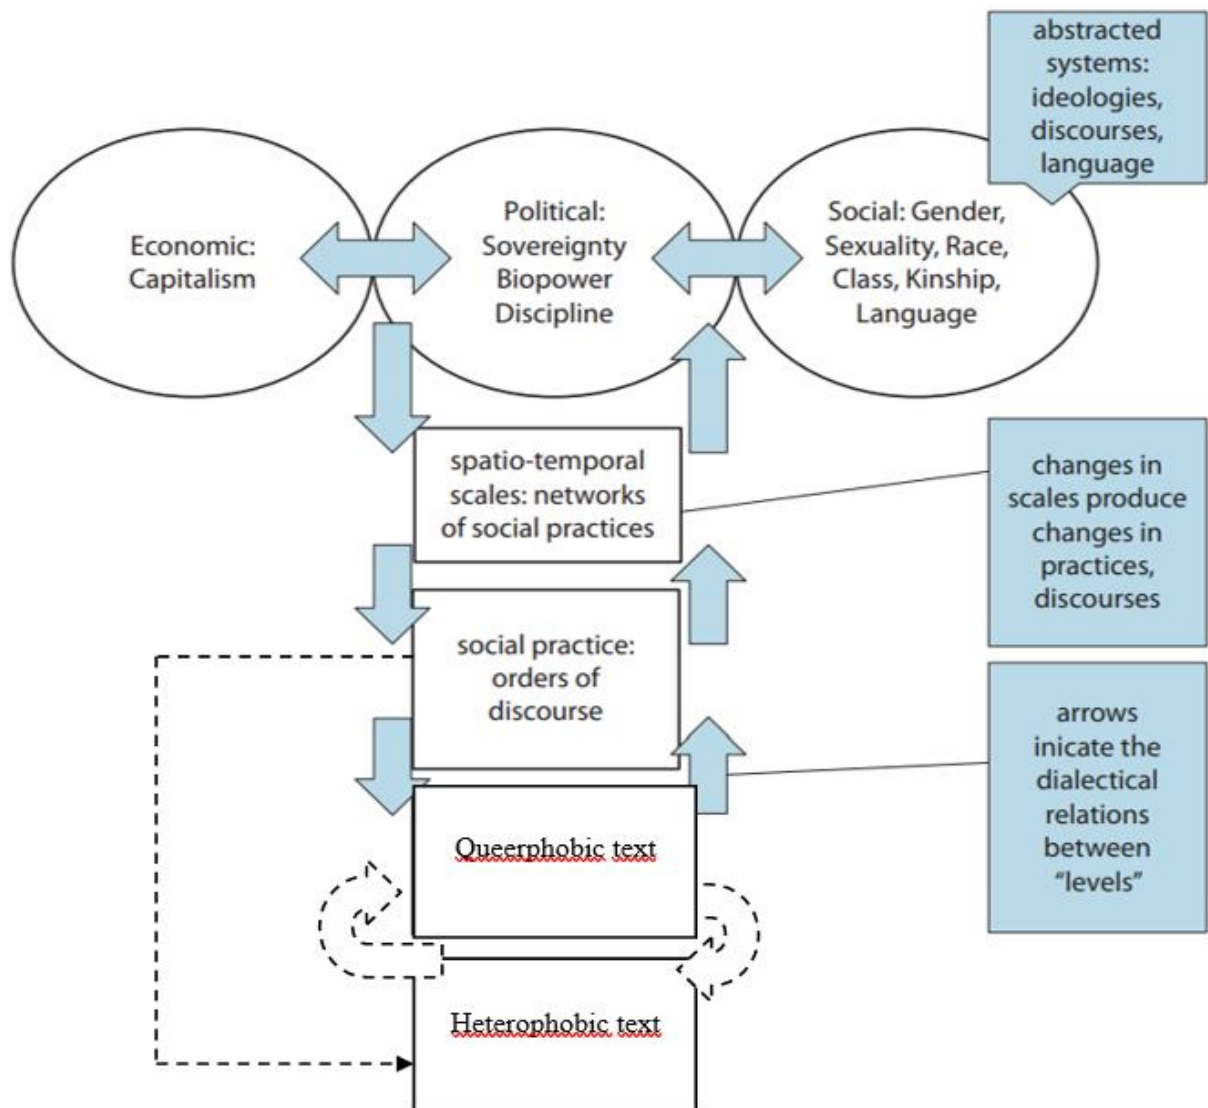 abstracted
systems:
ideologies,
discourses,
language
Economic:
Capitalism
Political:
Sovereignty
Biopower
Discipline
Social: Gender,
Sexuality, Race,
Class, Kinship,
Language
spatio-temporal
scales: networks
of social practices
changes in
scales produce
changes in
practices,
discourses
social practice:
orders of
discourse
arrows
inicate the
dialectical
relations
between
“levels”
Queerphobic text
Heterophobic text